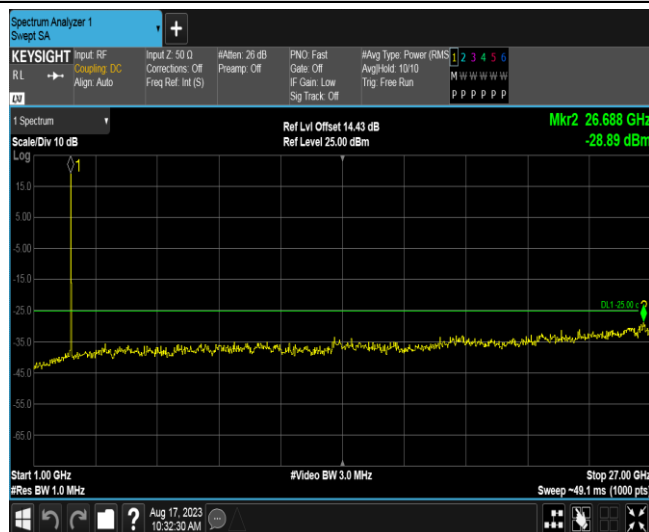 Spectrum Analyzer 1
Swept SA
+
KEYSIGHT
RL
LXI
Input: RF
Coupling: DC
Align: Auto
Input Z: 50 Ω
Corrections: Off
Freq Ref: Int (S)
#Atten: 26 dB
Preamp: Off
PNO: Fast
Gate: Off
IF Gain: Low
Sig Track: Off
#Avg Type: Power (RMS
Avg|Hold: 10/10
Trig: Free Run
1 2 3 4 5 6
M W W W W W
P P P P P P
1 Spectrum
Scale/Div 10 dB
Log
Ref Lvl Offset 14.43 dB
Ref Level 25.00 dBm
Mkr2 26.688 GHz
-28.89 dBm
1
15.0
5.00
-5.00
-15.0
-25.0
DL1 -25.00 c
2
-35.0
-45.0
-55.0
-65.0
Start 1.00 GHz
#Res BW 1.0 MHz
#Video BW 3.0 MHz
Stop 27.00 GHz
Sweep ~49.1 ms (1000 pts)
?
Aug 17, 2023
10:32:30 AM